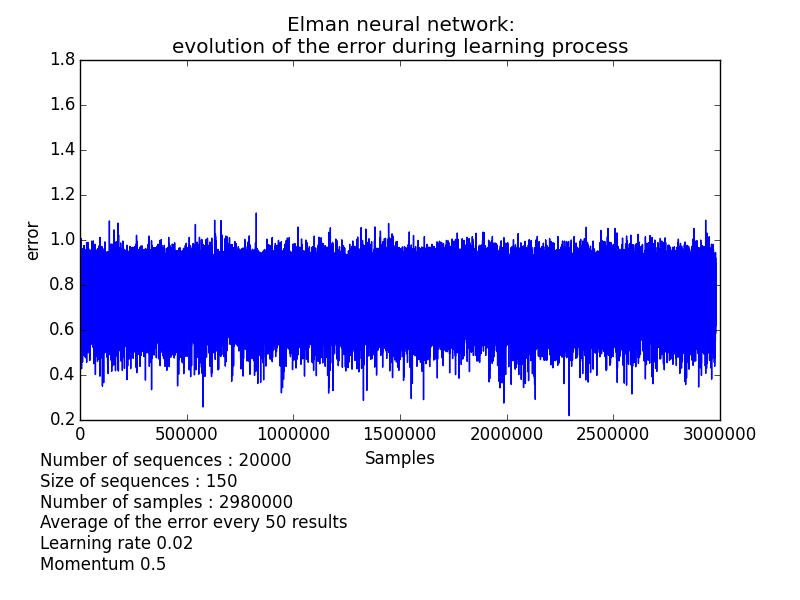 Elman neural network:
evolution of the error during learning process
1.8
1.6
1.4
1.2
1.0
0.8
0.6
0.4
0.2
error
0 500000 1000000 1500000 2000000 2500000 3000000
Samples
Number of sequences : 20000
Size of sequences : 150
Number of samples : 2980000
Average of the error every 50 results
Learning rate 0.02
Momentum 0.5